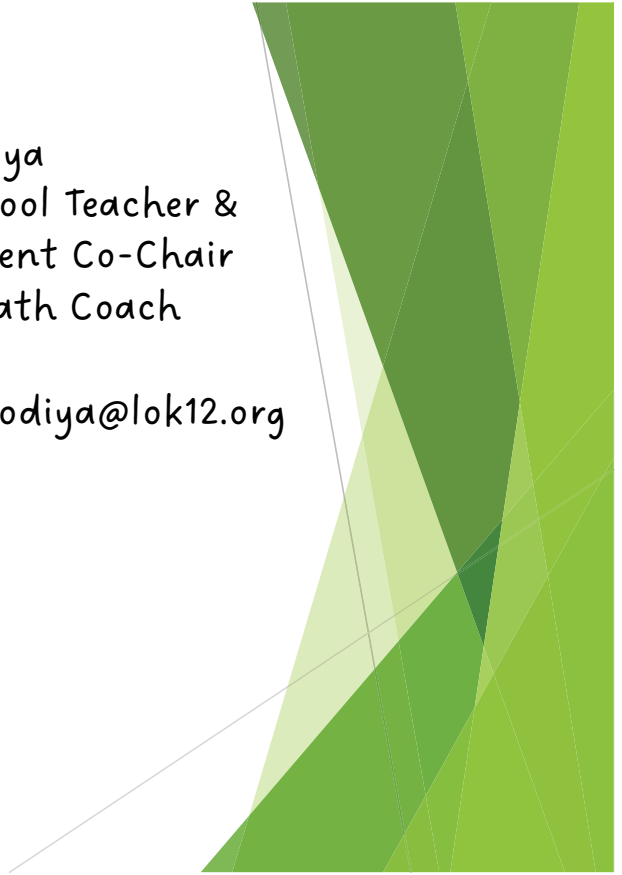 ya
ool Teacher &
ent Co-Chair
ath Coach
odiya@lok12.org